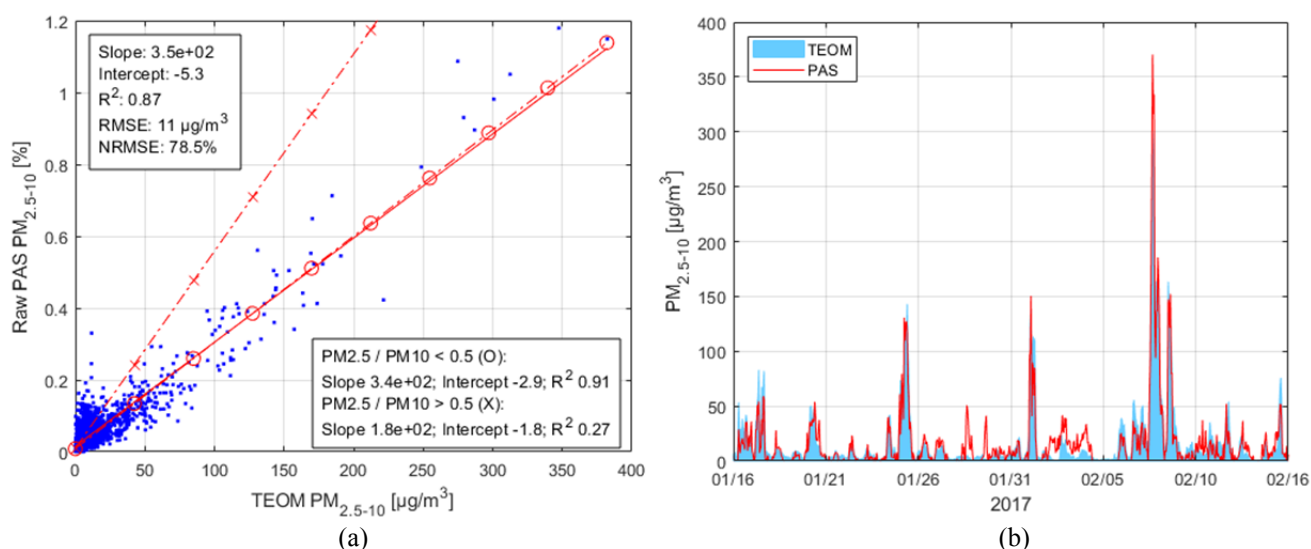 Slope: 3.5e+02
Intercept: -5.3
R²: 0.87
RMSE: 11 µg/m³
NRMSE: 78.5%
PM2.5 / PM10 < 0.5 (O):
Slope 3.4e+02; Intercept -2.9; R² 0.91
PM2.5 / PM10 > 0.5 (X):
Slope 1.8e+02; Intercept -1.8; R² 0.27
Raw PAS PM2.5-10 [%]
1.2
1
0.8
0.6
0.4
0.2
0
0 50 100 150 200 250 300 350 400
TEOM PM2.5-10 [µg/m³]
(a)
TEOM
PAS
PM2.5-10 [µg/m³]
400
350
300
250
200
150
100
50
0
01/16 01/21 01/26 01/31 02/05 02/10 02/16
2017
(b)